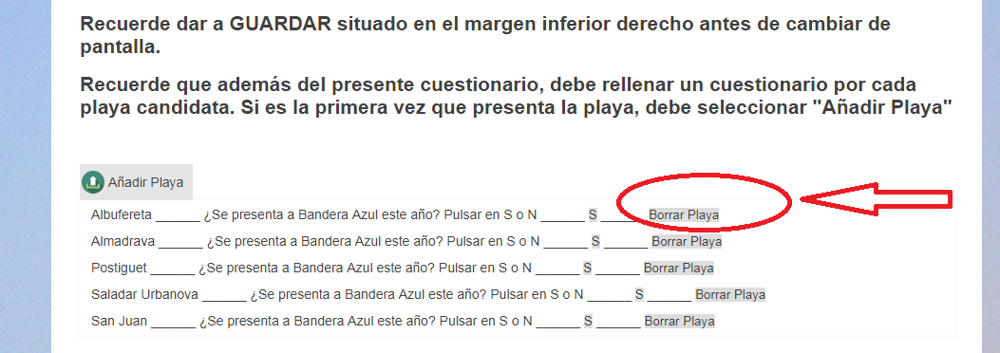 Recuerde dar a GUARDAR situado en el margen inferior derecho antes de cambiar de
pantalla.
Recuerde que además del presente cuestionario, debe rellenar un cuestionario por cada
playa candidata. Si es la primera vez que presenta la playa, debe seleccionar "Añadir Playa"
Añadir Playa
Albufereta ______ ¿Se presenta a Bandera Azul este año? Pulsar en S o N ______ S ______ Borrar Playa
Almadrava ______ ¿Se presenta a Bandera Azul este año? Pulsar en S o N ______ S ______ Borrar Playa
Postiguet ______ ¿Se presenta a Bandera Azul este año? Pulsar en S o N ______ S ______ Borrar Playa
Saladar Urbanova ______ ¿Se presenta a Bandera Azul este año? Pulsar en S o N ______ S ______ Borrar Playa
San Juan ______ ¿Se presenta a Bandera Azul este año? Pulsar en S o N ______ S ______ Borrar Playa